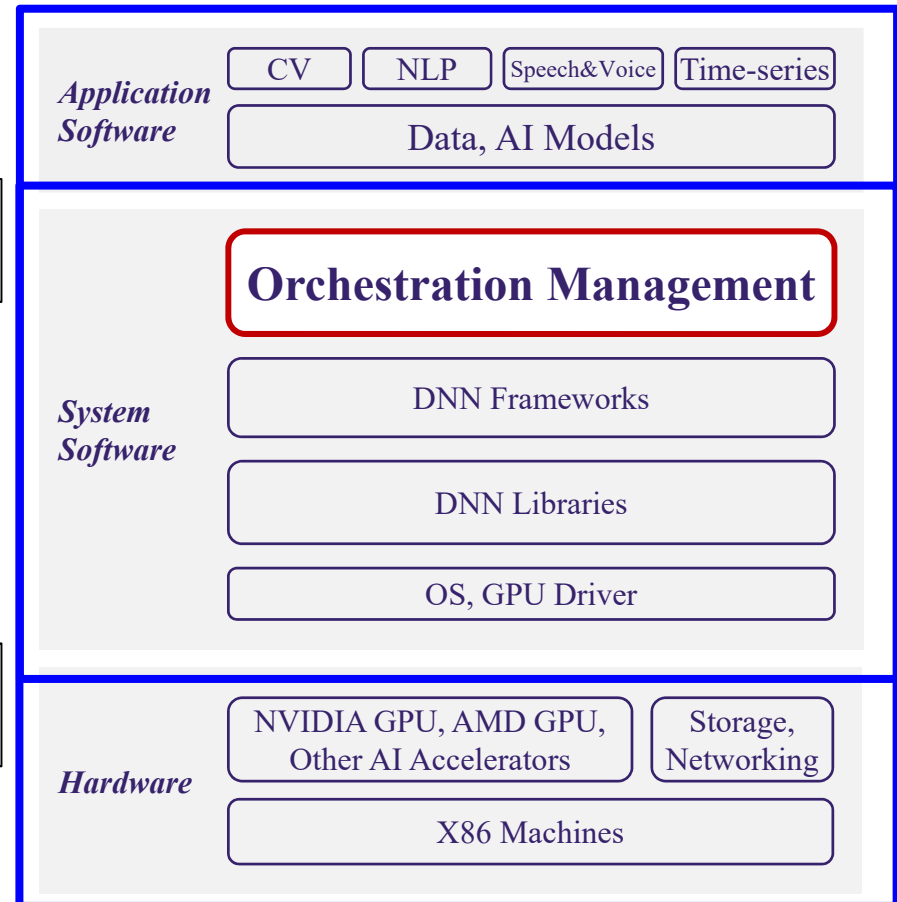 Application
Software
CV
NLP
Speech&Voice
Time-series
Data, AI Models
System
Software
Orchestration Management
DNN Frameworks
DNN Libraries
OS, GPU Driver
Hardware
NVIDIA GPU, AMD GPU,
Other AI Accelerators
Storage,
Networking
X86 Machines